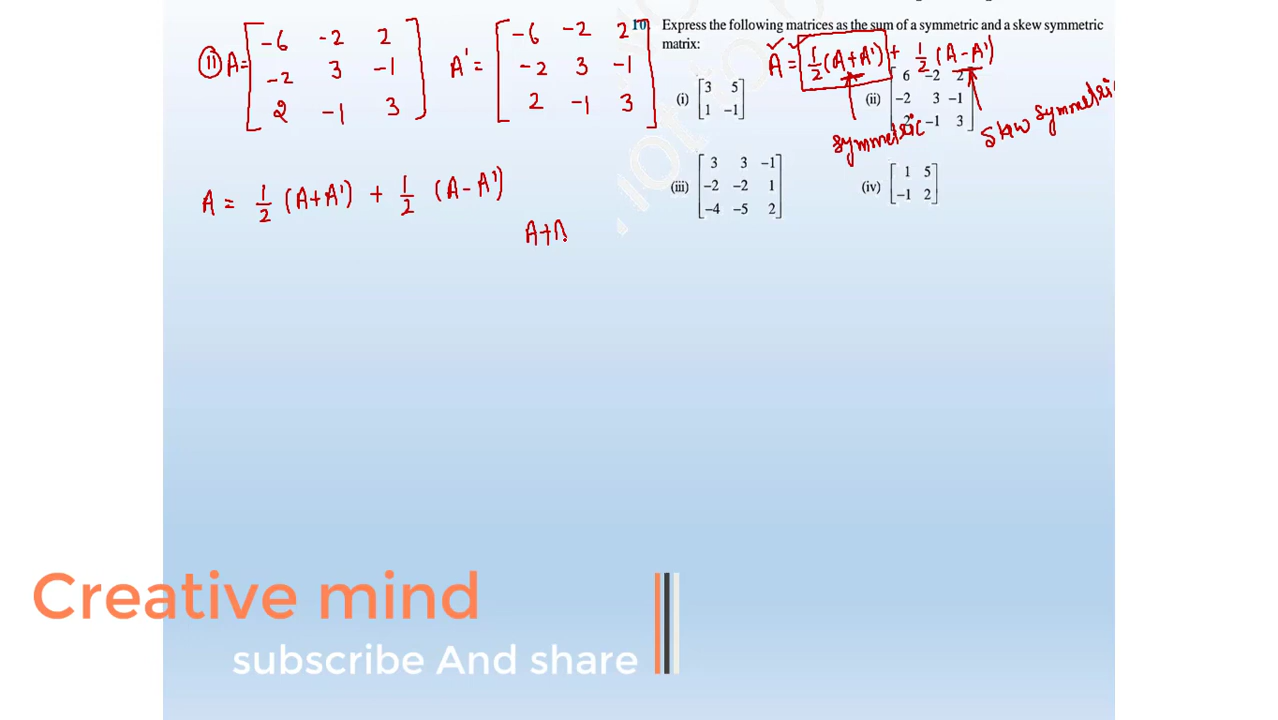 (ii) A = [ -6 -2 2
-2 3 -1
2 -1 3 ]
A' = [ -6 -2 2
-2 3 -1
2 -1 3 ]
A = 1/2 (A+A') + 1/2 (A-A')
A+A
10. Express the following matrices as the sum of a symmetric and a skew symmetric
matrix:
A = 1/2 (A+A') + 1/2 (A-A')
symmetric
skew symmetric
(i) [ 3 5
1 -1 ]
(ii) [ 6 -2 2
-2 3 -1
2 -1 3 ]
(iii) [ 3 3 –1
–2 –2 1
–4 –5 2 ]
(iv) [ 1 5
–1 2 ]
Creative mind
subscribe And share